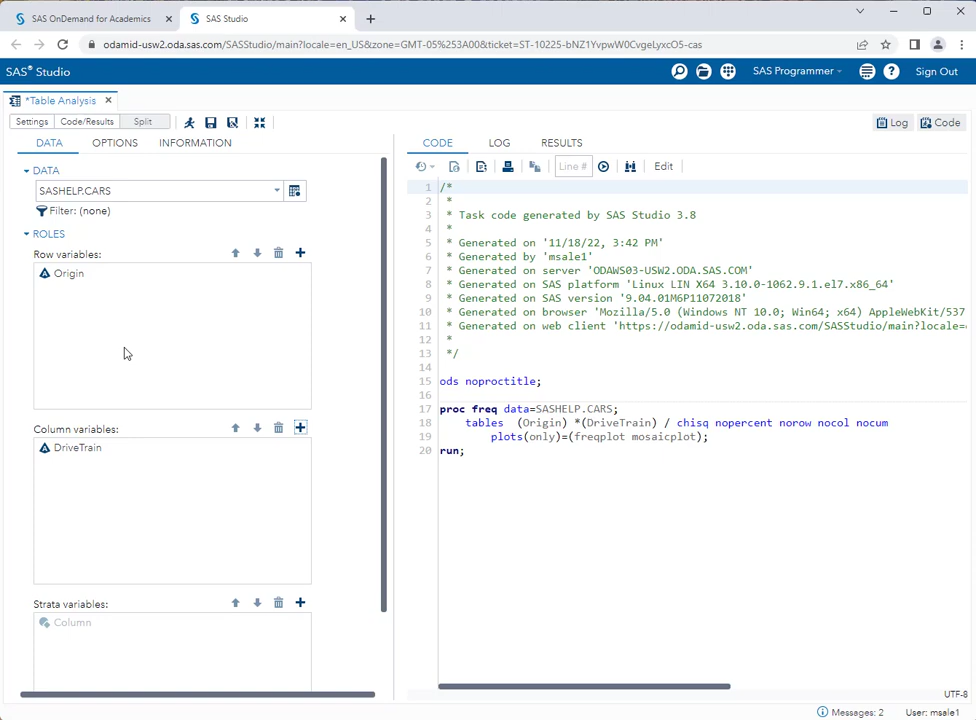 SAS OnDemand for Academics
SAS Studio
odamid-usw2.oda.sas.com/SASStudio/main?locale=en_US&zone=GMT-05%253A00&ticket=ST-10225-bNZ1YvpwW0CvgeLyxcO5-cas
SAS® Studio
SAS Programmer
Sign Out
*Table Analysis
Settings
Code/Results
Split
Log
Code
DATA
OPTIONS
INFORMATION
CODE
LOG
RESULTS
Line #
Edit
DATA
SASHELP.CARS
Filter: (none)
ROLES
Row variables:
Origin
Column variables:
DriveTrain
Strata variables:
Column
1 /*
2 *
3 * Task code generated by SAS Studio 3.8
4 *
5 * Generated on '11/18/22, 3:42 PM'
6 * Generated by 'msale1'
7 * Generated on server 'ODAWS03-USW2.ODA.SAS.COM'
8 * Generated on SAS platform 'Linux LIN X64 3.10.0-1062.9.1.el7.x86_64'
9 * Generated on SAS version '9.04.01M6P11072018'
10 * Generated on browser 'Mozilla/5.0 (Windows NT 10.0; Win64; x64) AppleWebKit/537
11 * Generated on web client 'https://odamid-usw2.oda.sas.com/SASStudio/main?locale=
12 *
13 */
14
15 ods noproctitle;
16
17 proc freq data=SASHELP.CARS;
18 tables (Origin) *(DriveTrain) / chisq nopercent norow nocol nocum
19 plots(only)=(freqplot mosaicplot);
20 run;
UTF-8
Messages: 2
User: msale1